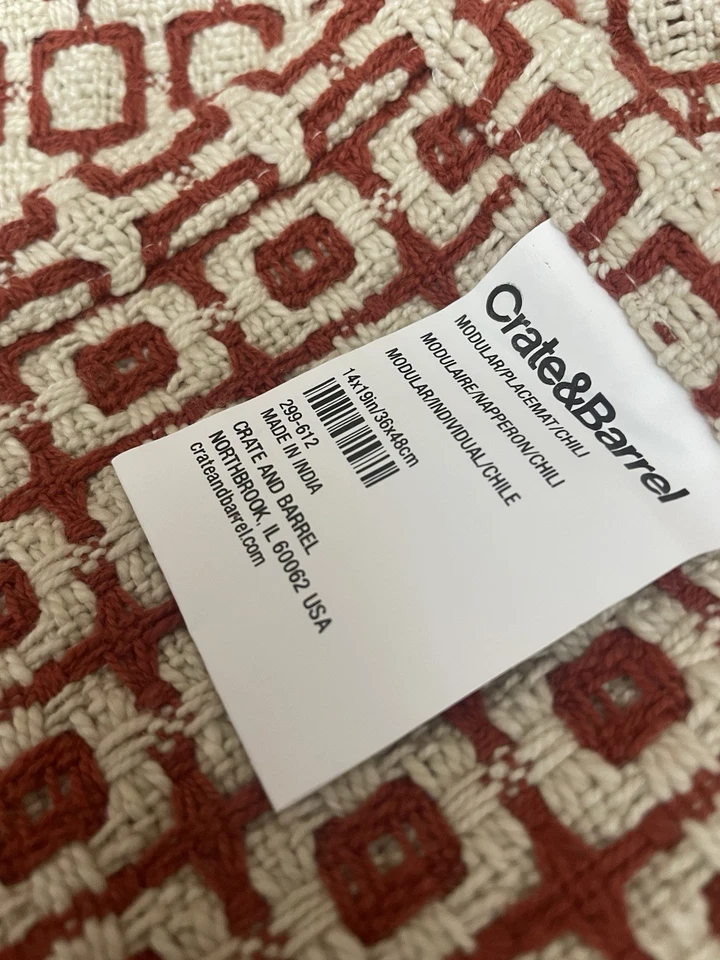 Crate&Barrel
MODULAR/PLACEMAT/CHILI
MODULAIRE/NAPPERON/CHILI
MODULAR/INDIVIDUAL/CHILE
14x19in/36x48cm
299-612
MADE IN INDIA
CRATE AND BARREL
NORTHBROOK, IL 60062 USA
crateandbarrel.com